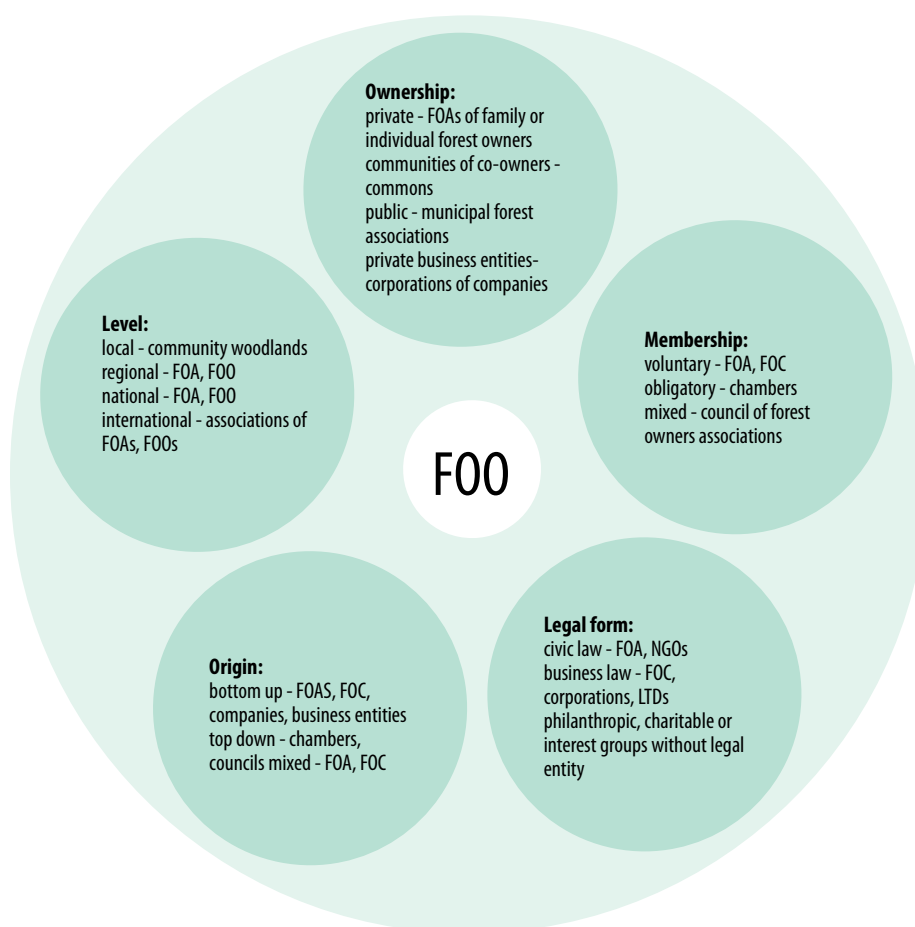 Ownership:
private - FOAs of family or
individual forest owners
communities of co-owners -
commons
public - municipal forest
associations
private business entities-
corporations of companies
Level:
local - community woodlands
regional - FOA, FOO
national - FOA, FOO
international - associations of
FOAs, FOOs
Membership:
voluntary - FOA, FOC
obligatory - chambers
mixed - council of forest
owners associations
FOO
Origin:
bottom up - FOAS, FOC,
companies, business entities
top down - chambers,
councils mixed - FOA, FOC
Legal form:
civic law - FOA, NGOs
business law - FOC,
corporations, LTDs
philanthropic, charitable or
interest groups without legal
entity